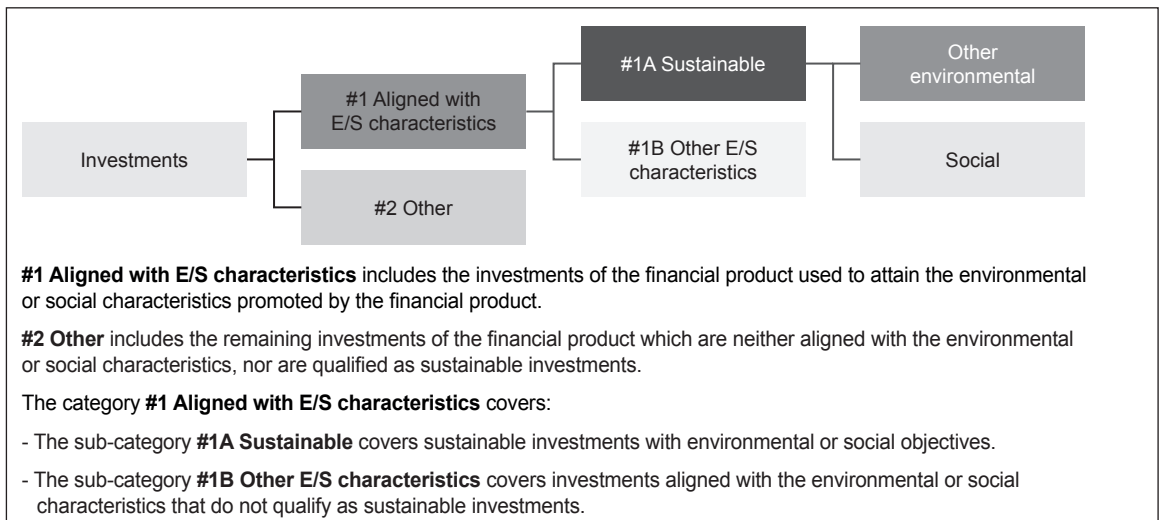 Investments
#1 Aligned with
E/S characteristics
#2 Other
#1A Sustainable
#1B Other E/S
characteristics
Other
environmental
Social
#1 Aligned with E/S characteristics includes the investments of the financial product used to attain the environmental
or social characteristics promoted by the financial product.
#2 Other includes the remaining investments of the financial product which are neither aligned with the environmental
or social characteristics, nor are qualified as sustainable investments.
The category #1 Aligned with E/S characteristics covers:
- The sub-category #1A Sustainable covers sustainable investments with environmental or social objectives.
- The sub-category #1B Other E/S characteristics covers investments aligned with the environmental or social
characteristics that do not qualify as sustainable investments.